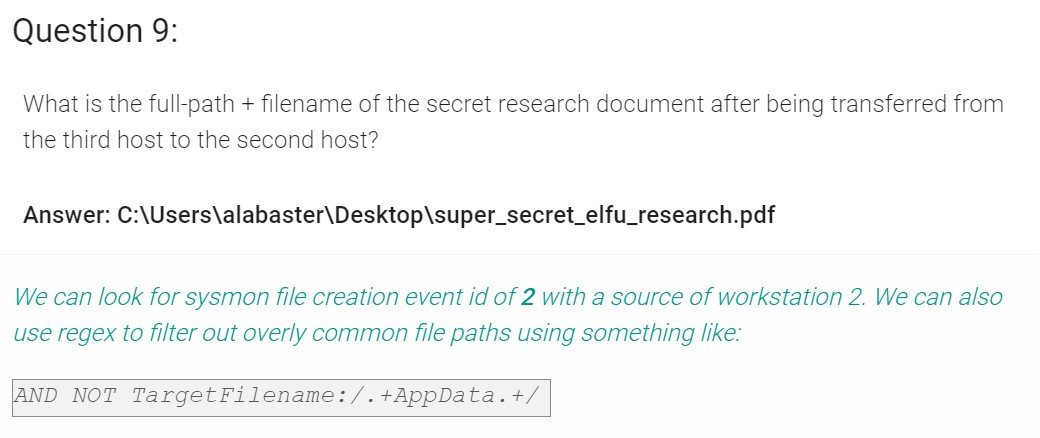 Question 9:
What is the full-path + filename of the secret research document after being transferred from
the third host to the second host?
Answer: C:\Users\alabaster\Desktop\super_secret_elfu_research.pdf
We can look for sysmon file creation event id of 2 with a source of workstation 2. We can also
use regex to filter out overly common file paths using something like:
AND NOT TargetFilename:/.+AppData.+/